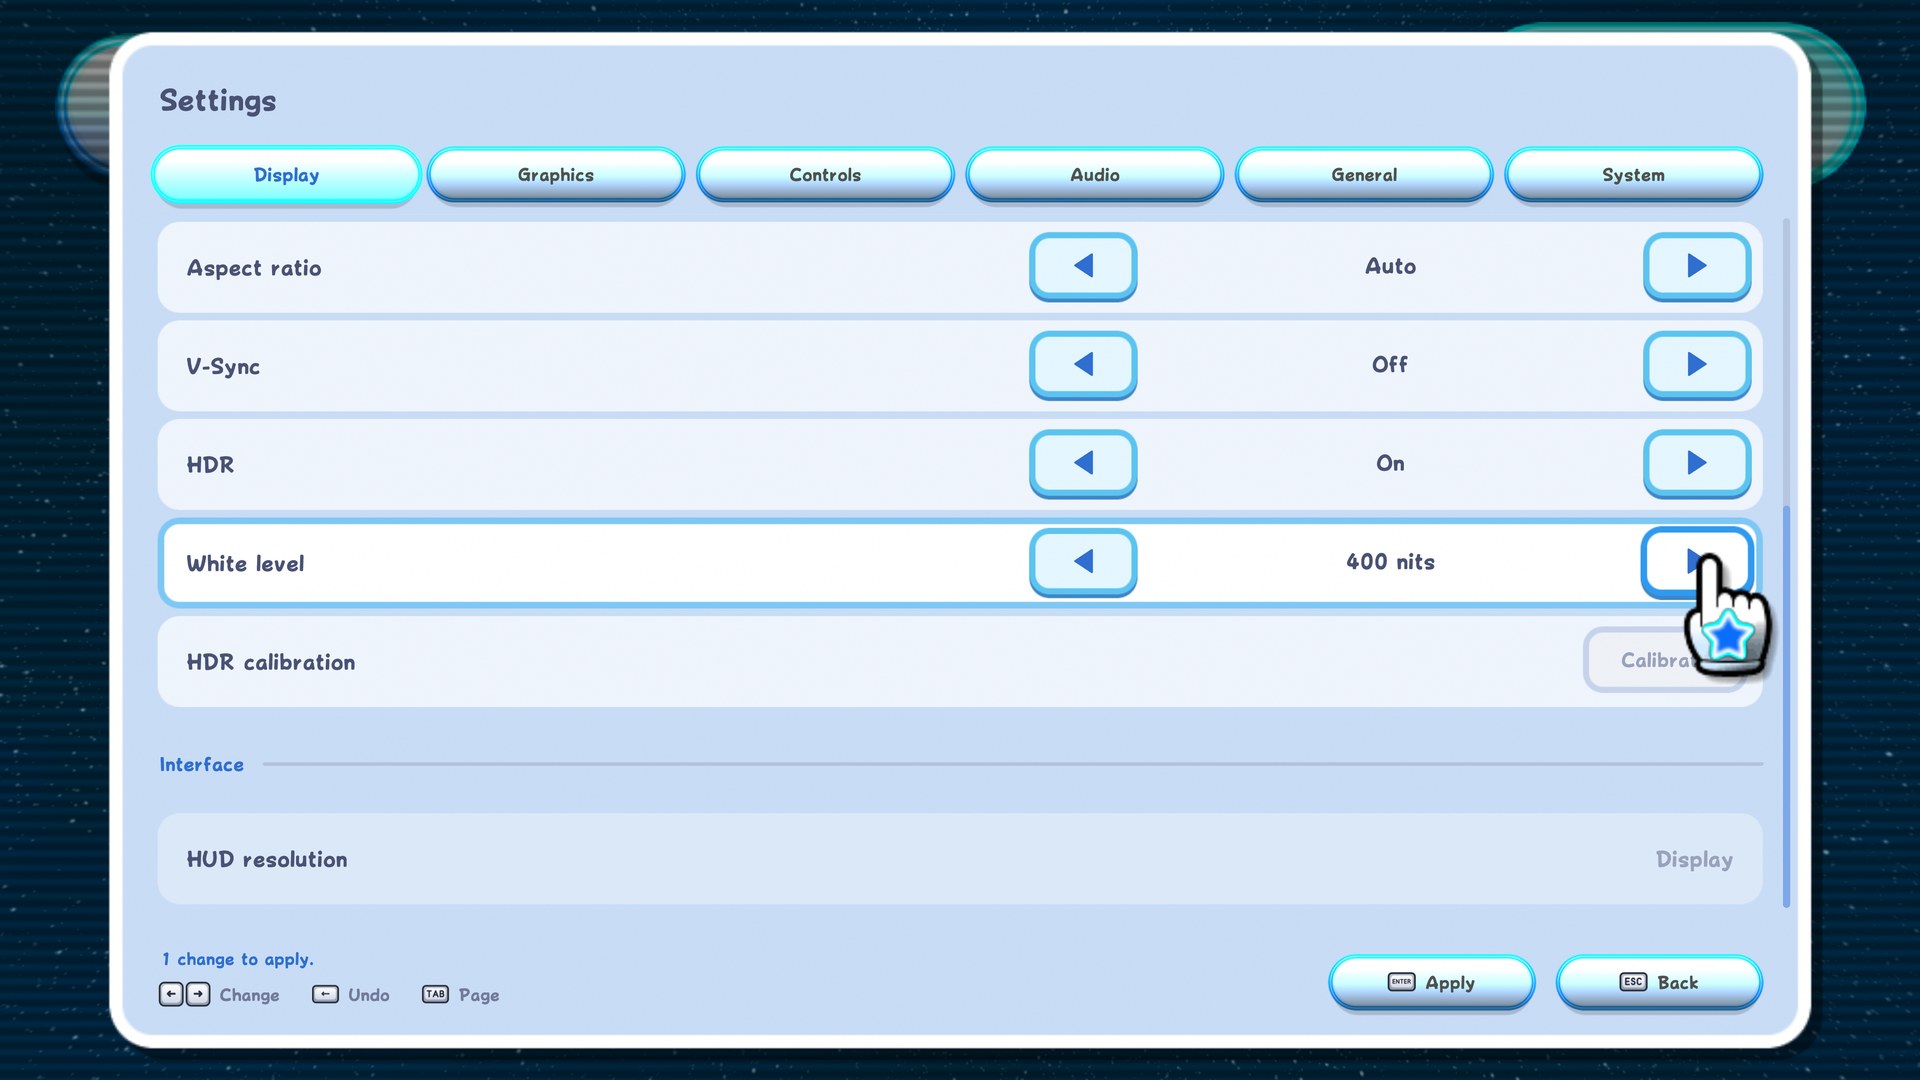 Settings
Display
Graphics
Controls
Audio
General
System
Aspect ratio
Auto
V-Sync
Off
HDR
On
White level
400 nits
HDR calibration
Interface
HUD resolution
Display
1 change to apply.
Change
Undo
TAB Page
ENTER Apply
ESC Back